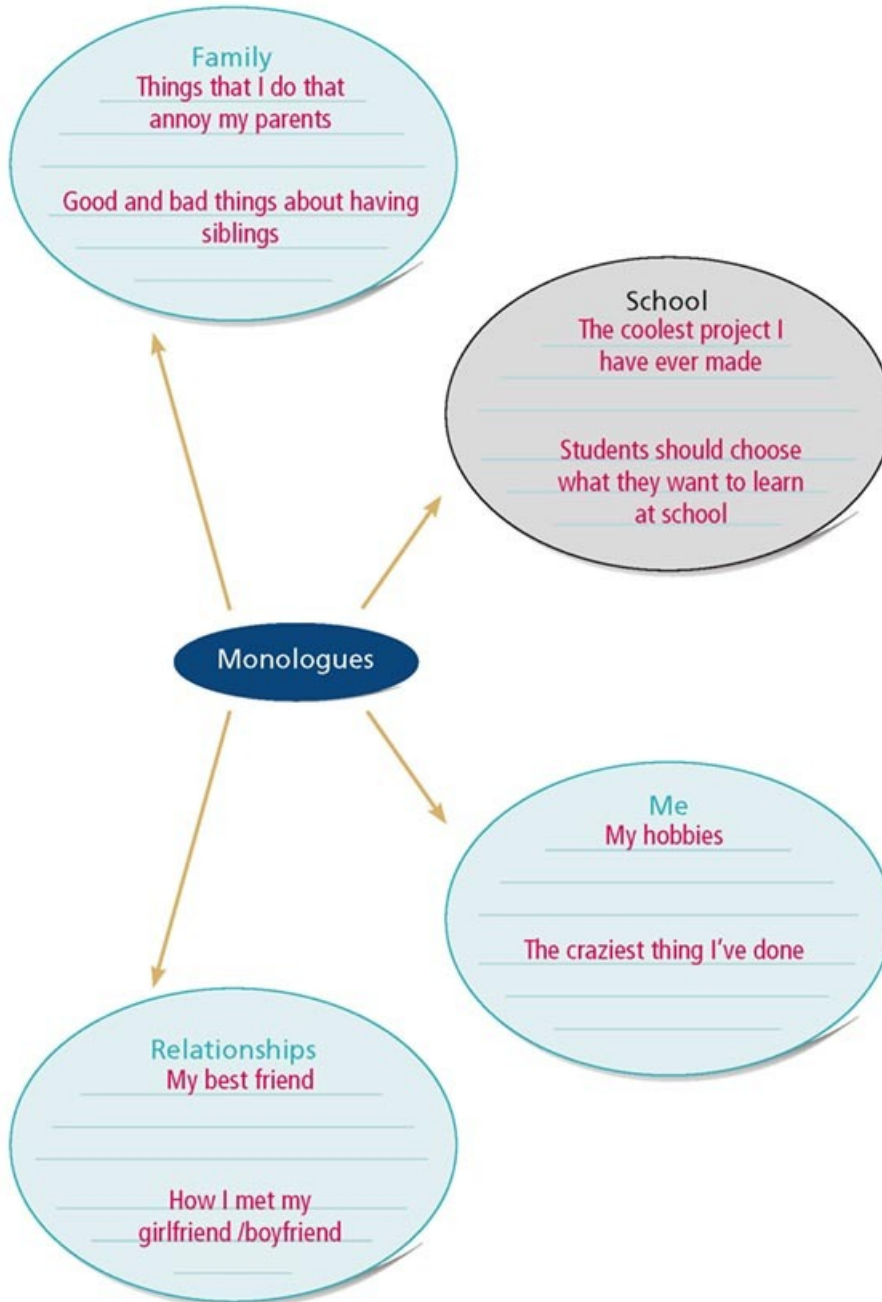 Family
Things that I do that
annoy my parents
Good and bad things about having
siblings
School
The coolest project I
have ever made
Students should choose
what they want to learn
at school
Monologues
Me
My hobbies
The craziest thing I've done
Relationships
My best friend
How I met my
girlfriend /boyfriend